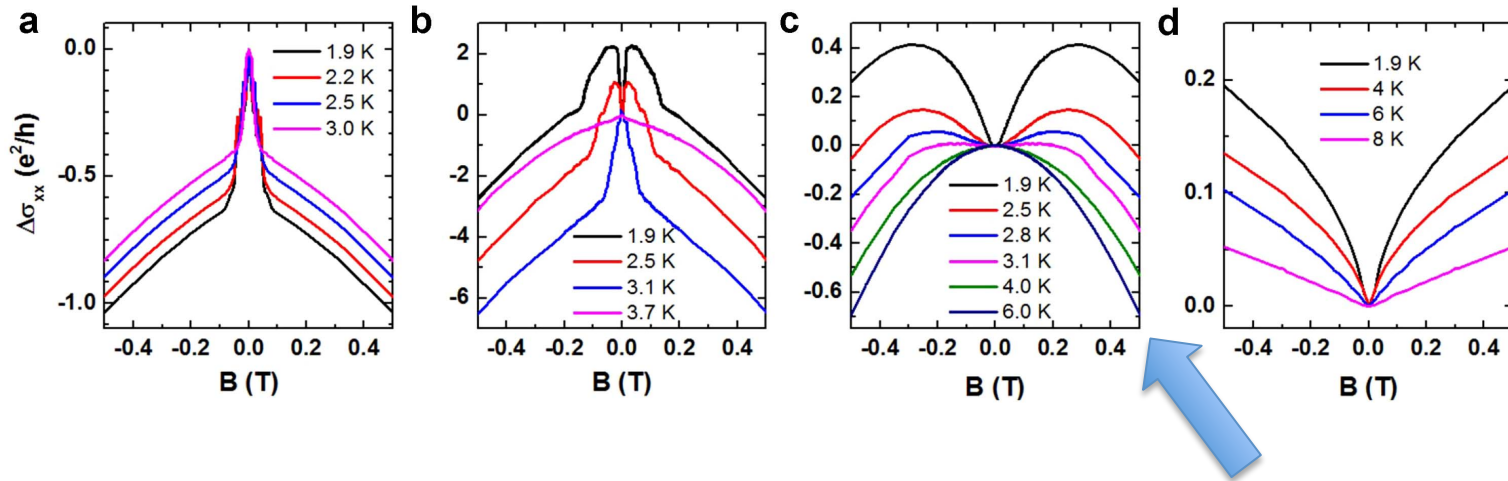 a
b
c
d
Δσxx (e²/h)
0.0
-0.5
-1.0
1.9 K
2.2 K
2.5 K
3.0 K
-0.4 -0.2 0.0 0.2 0.4
B (T)
2
0
-2
-4
-6
1.9 K
2.5 K
3.1 K
3.7 K
-0.4 -0.2 0.0 0.2 0.4
B (T)
0.4
0.2
0.0
-0.2
-0.4
-0.6
1.9 K
2.5 K
2.8 K
3.1 K
4.0 K
6.0 K
-0.4 -0.2 0.0 0.2 0.4
B (T)
0.2
0.1
0.0
1.9 K
4 K
6 K
8 K
-0.4 -0.2 0.0 0.2 0.4
B (T)